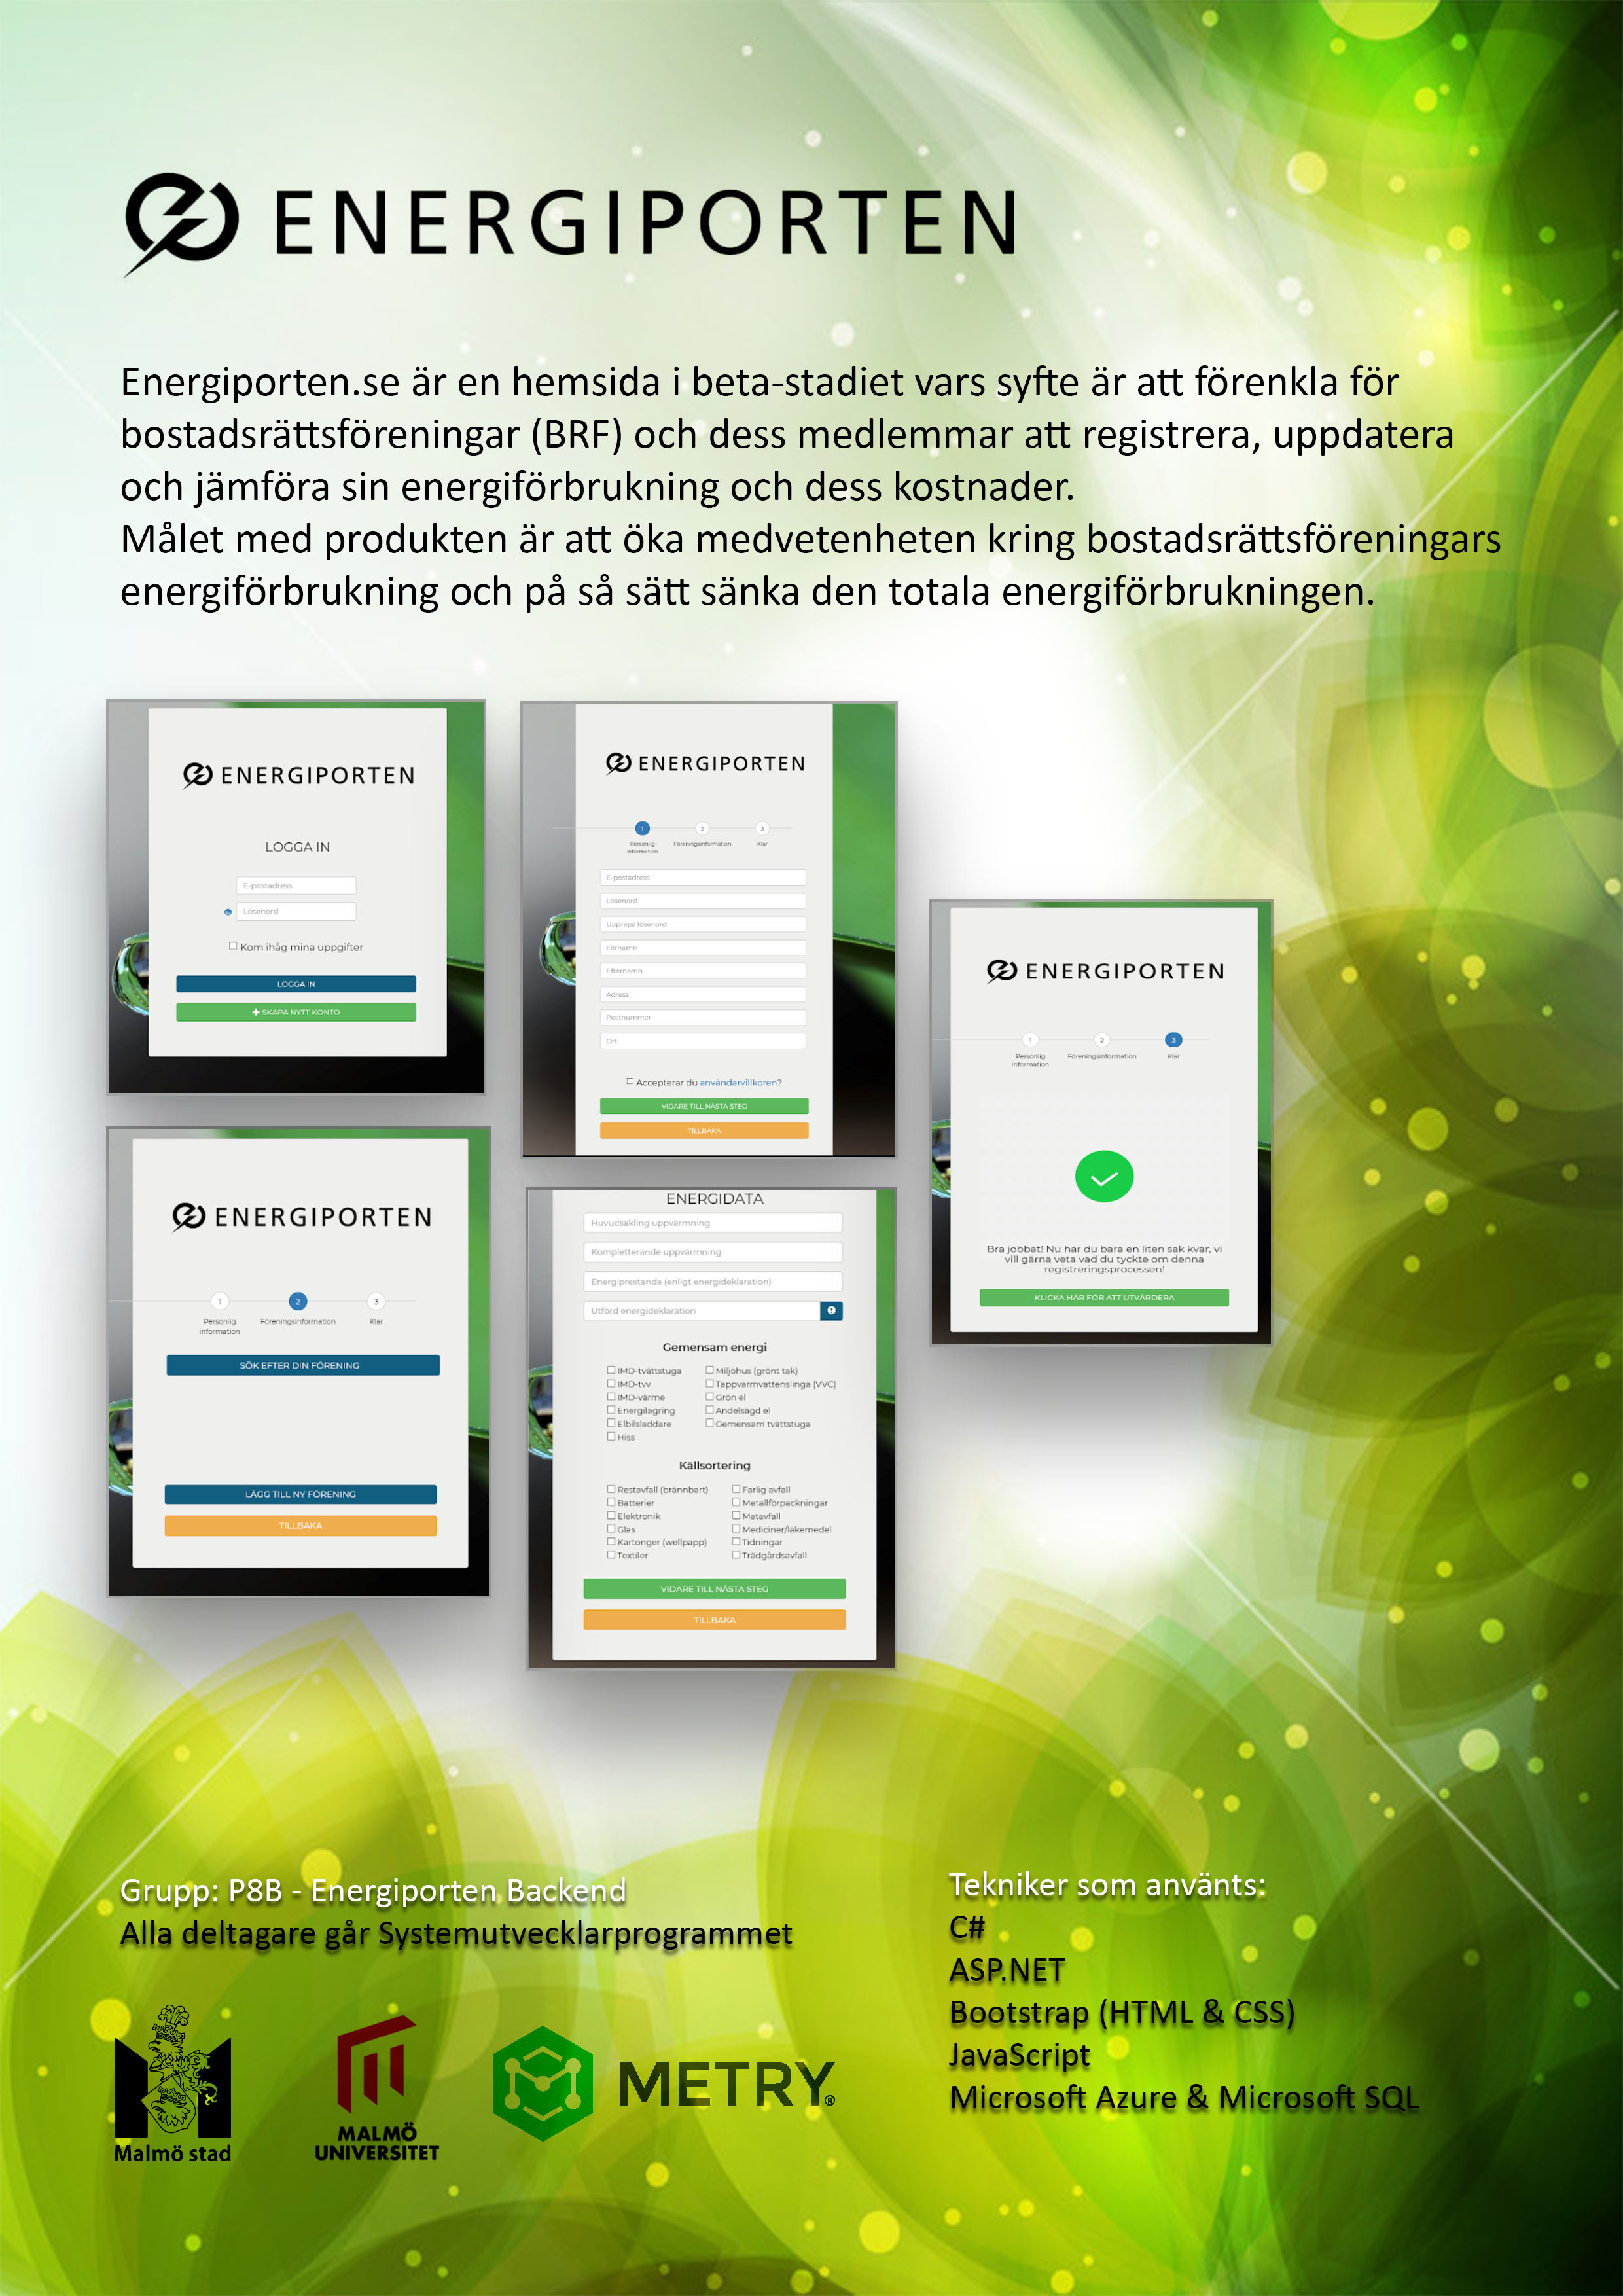 ENERGIPORTEN
Energiporten.se är en hemsida i beta-stadiet vars syfte är att förenkla för
bostadsrättsföreningar (BRF) och dess medlemmar att registrera, uppdatera
och jämföra sin energiförbrukning och dess kostnader.
Målet med produkten är att öka medvetenheten kring bostadsrättsföreningars
energiförbrukning och på så sätt sänka den totala energiförbrukningen.
ENERGIPORTEN
LOGGA IN
E-postadress
Lösenord
Kom ihåg mina uppgifter
LOGGA IN
SKAPA NYTT KONTO
ENERGIPORTEN
1 2 3
Personlig information Föreningsinformation Klar
E-postadress
Lösenord
Upprepa lösenord
Förnamn
Efternamn
Adress
Postnummer
Ort
Accepterar du användarvillkoren?
VIDARE TILL NÄSTA STEG
TILLBAKA
ENERGIPORTEN
1 2 3
Personlig information Föreningsinformation Klar
Bra jobbat! Nu har du bara en liten sak kvar, vi
vill gärna veta vad du tyckte om denna
registreringsprocessen!
KLICKA HÄR FÖR ATT UTVÄRDERA
ENERGIPORTEN
1 2 3
Personlig information Föreningsinformation Klar
SÖK EFTER DIN FÖRENING
LÄGG TILL NY FÖRENING
TILLBAKA
ENERGIDATA
Huvudsakling uppvärmning
Kompletterande uppvärmning
Energiprestanda (enligt energideklaration)
Utförd energideklaration
Gemensam energi
IMD-tvättstuga Miljöhus (grönt tak)
IMD-tvv Tappvarmvattenslinga (VVC)
IMD-värme Grön el
Energilagring Andelsägd el
Elbilsladdare Gemensam tvättstuga
Hiss
Källsortering
Restavfall (brännbart) Farlig avfall
Batterier Metallförpackningar
Elektronik Matavfall
Glas Mediciner/läkemedel
Kartonger (wellpapp) Tidningar
Textiler Trädgårdsavfall
VIDARE TILL NÄSTA STEG
TILLBAKA
Grupp: P8B - Energiporten Backend
Alla deltagare går Systemutvecklarprogrammet
Tekniker som använts:
C#
ASP.NET
Bootstrap (HTML & CSS)
JavaScript
Microsoft Azure & Microsoft SQL
Malmö stad
MALMÖ
UNIVERSITET
METRY®